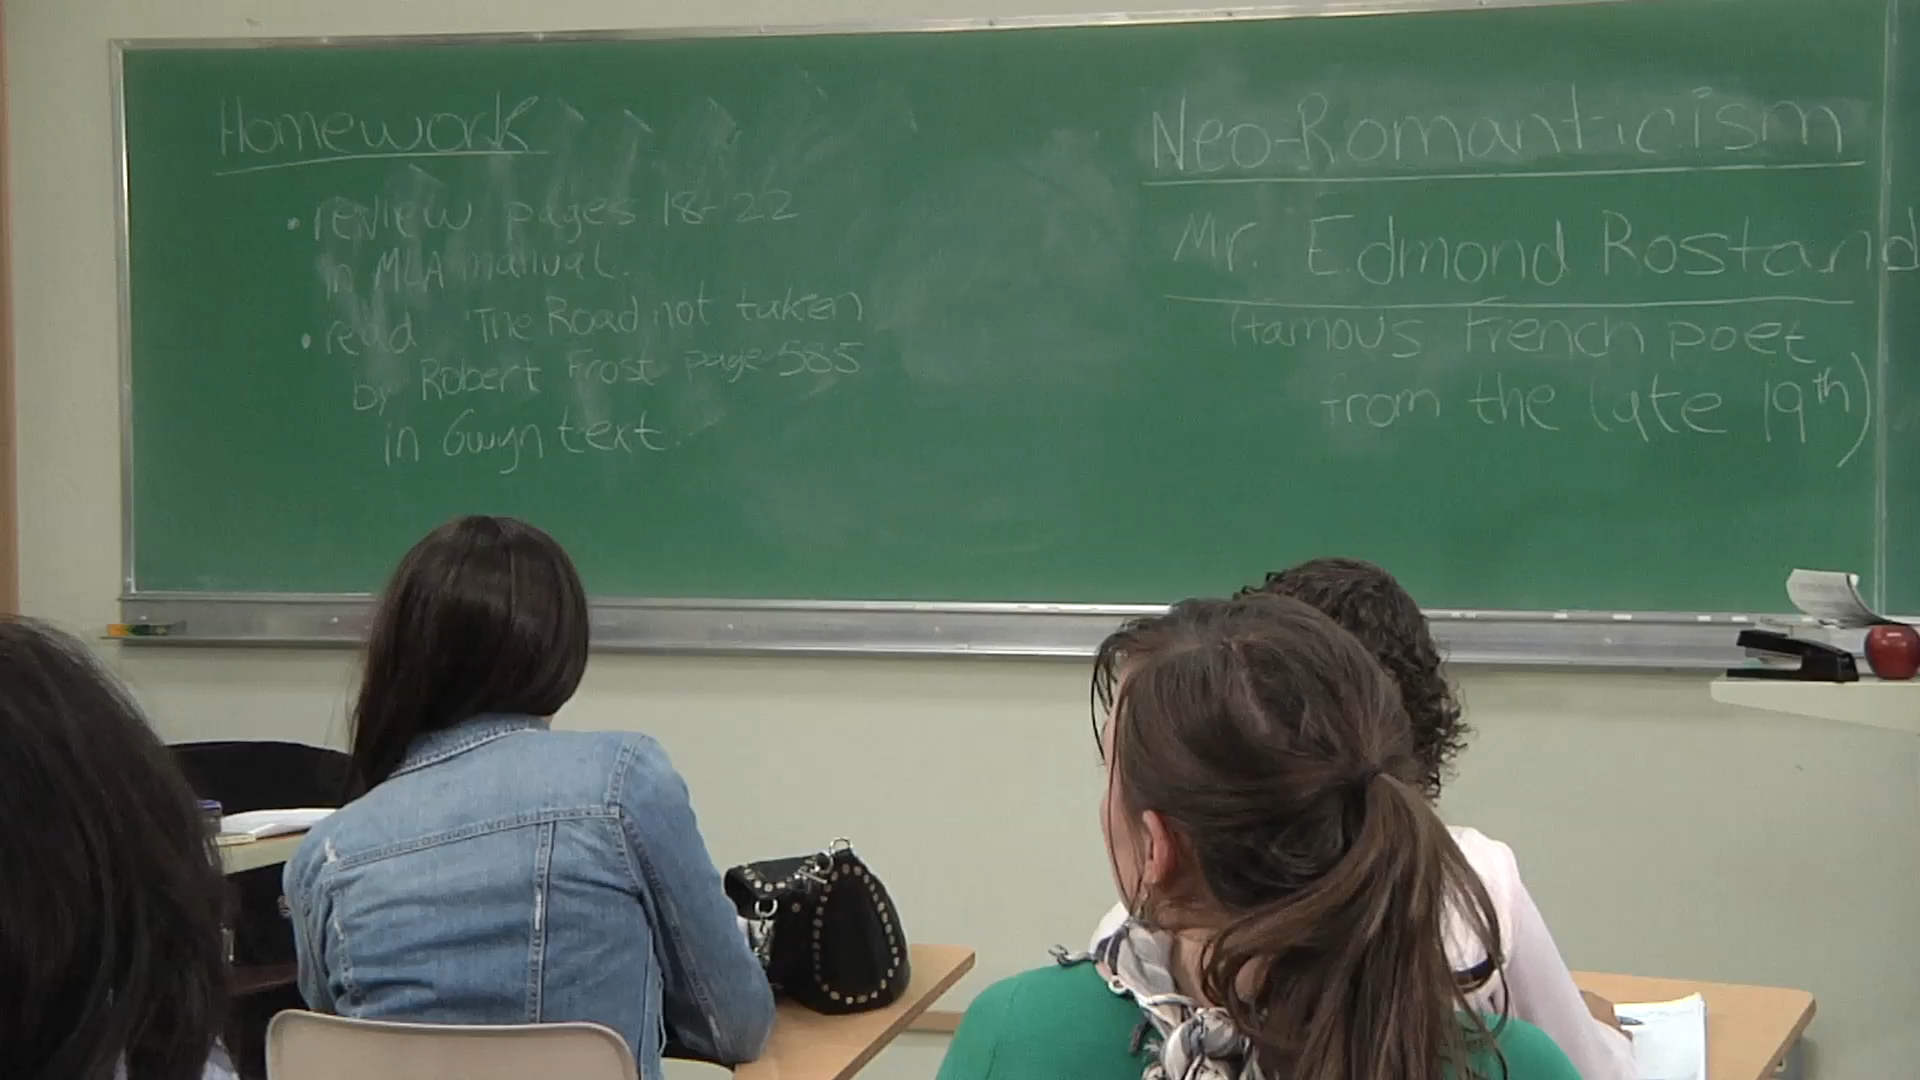 Homework
• review pages 18-22
in MLA manual.
• read "The Road not taken
by Robert Frost page 585
in Gwyn text.
Neo-Romanticism
Mr. Edmond Rostand
(famous French poet
from the late 19th)